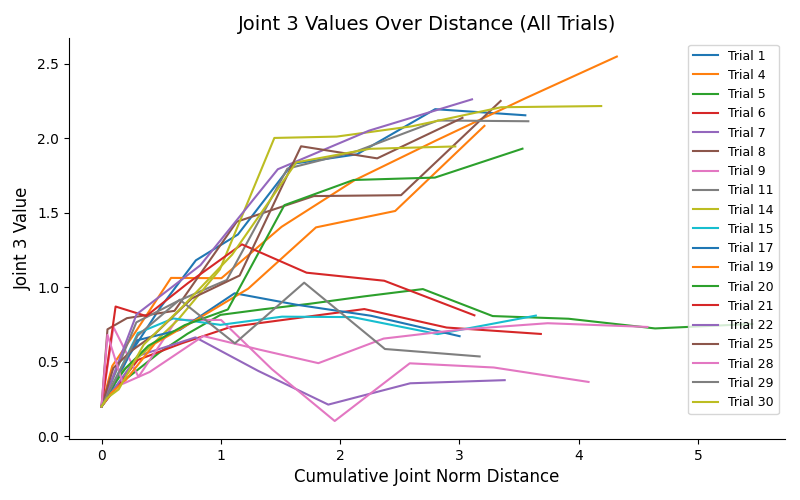 Joint 3 Values Over Distance (All Trials)
Joint 3 Value
2.5
2.0
1.5
1.0
0.5
0.0
0
1
2
3
4
5
Cumulative Joint Norm Distance
Trial 1
Trial 4
Trial 5
Trial 6
Trial 7
Trial 8
Trial 9
Trial 11
Trial 14
Trial 15
Trial 17
Trial 19
Trial 20
Trial 21
Trial 22
Trial 25
Trial 28
Trial 29
Trial 30